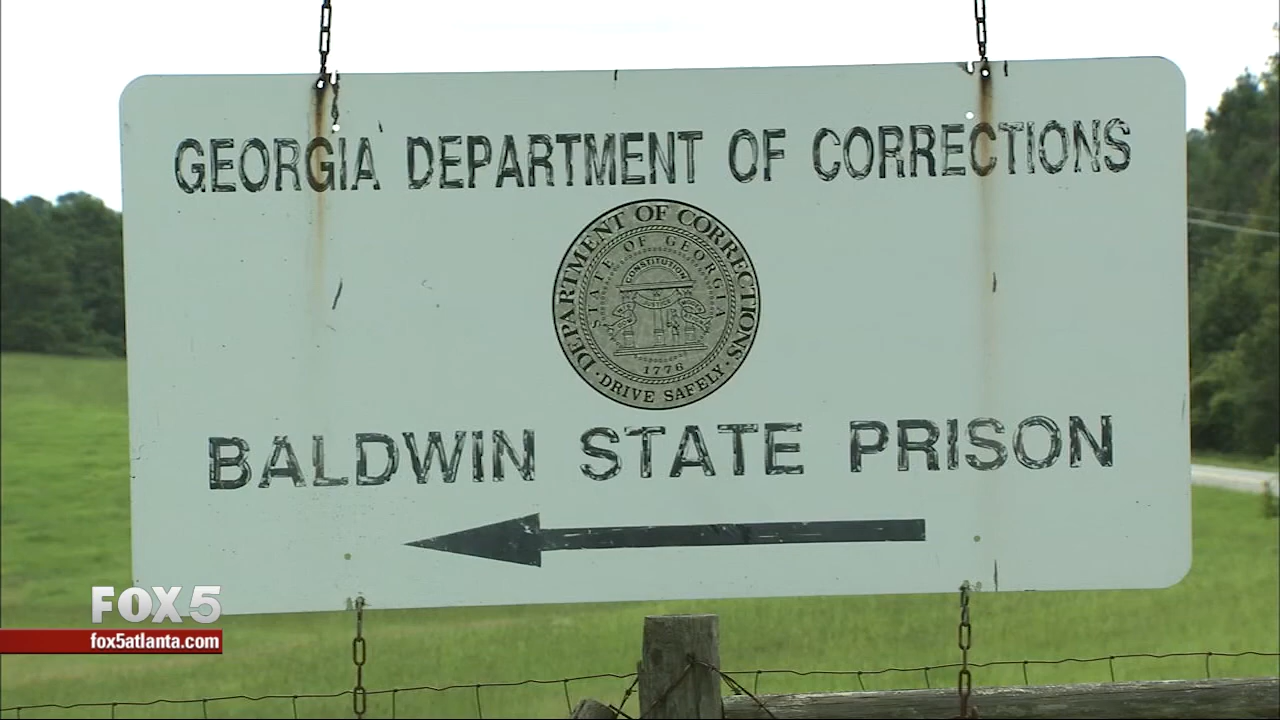 GEORGIA DEPARTMENT OF CORRECTIONS
DEPARTMENT OF CORRECTIONS
STATE OF GEORGIA
CONSTITUTION
JUSTICE
1776
· DRIVE SAFELY ·
BALDWIN STATE PRISON
FOX 5
fox5atlanta.com